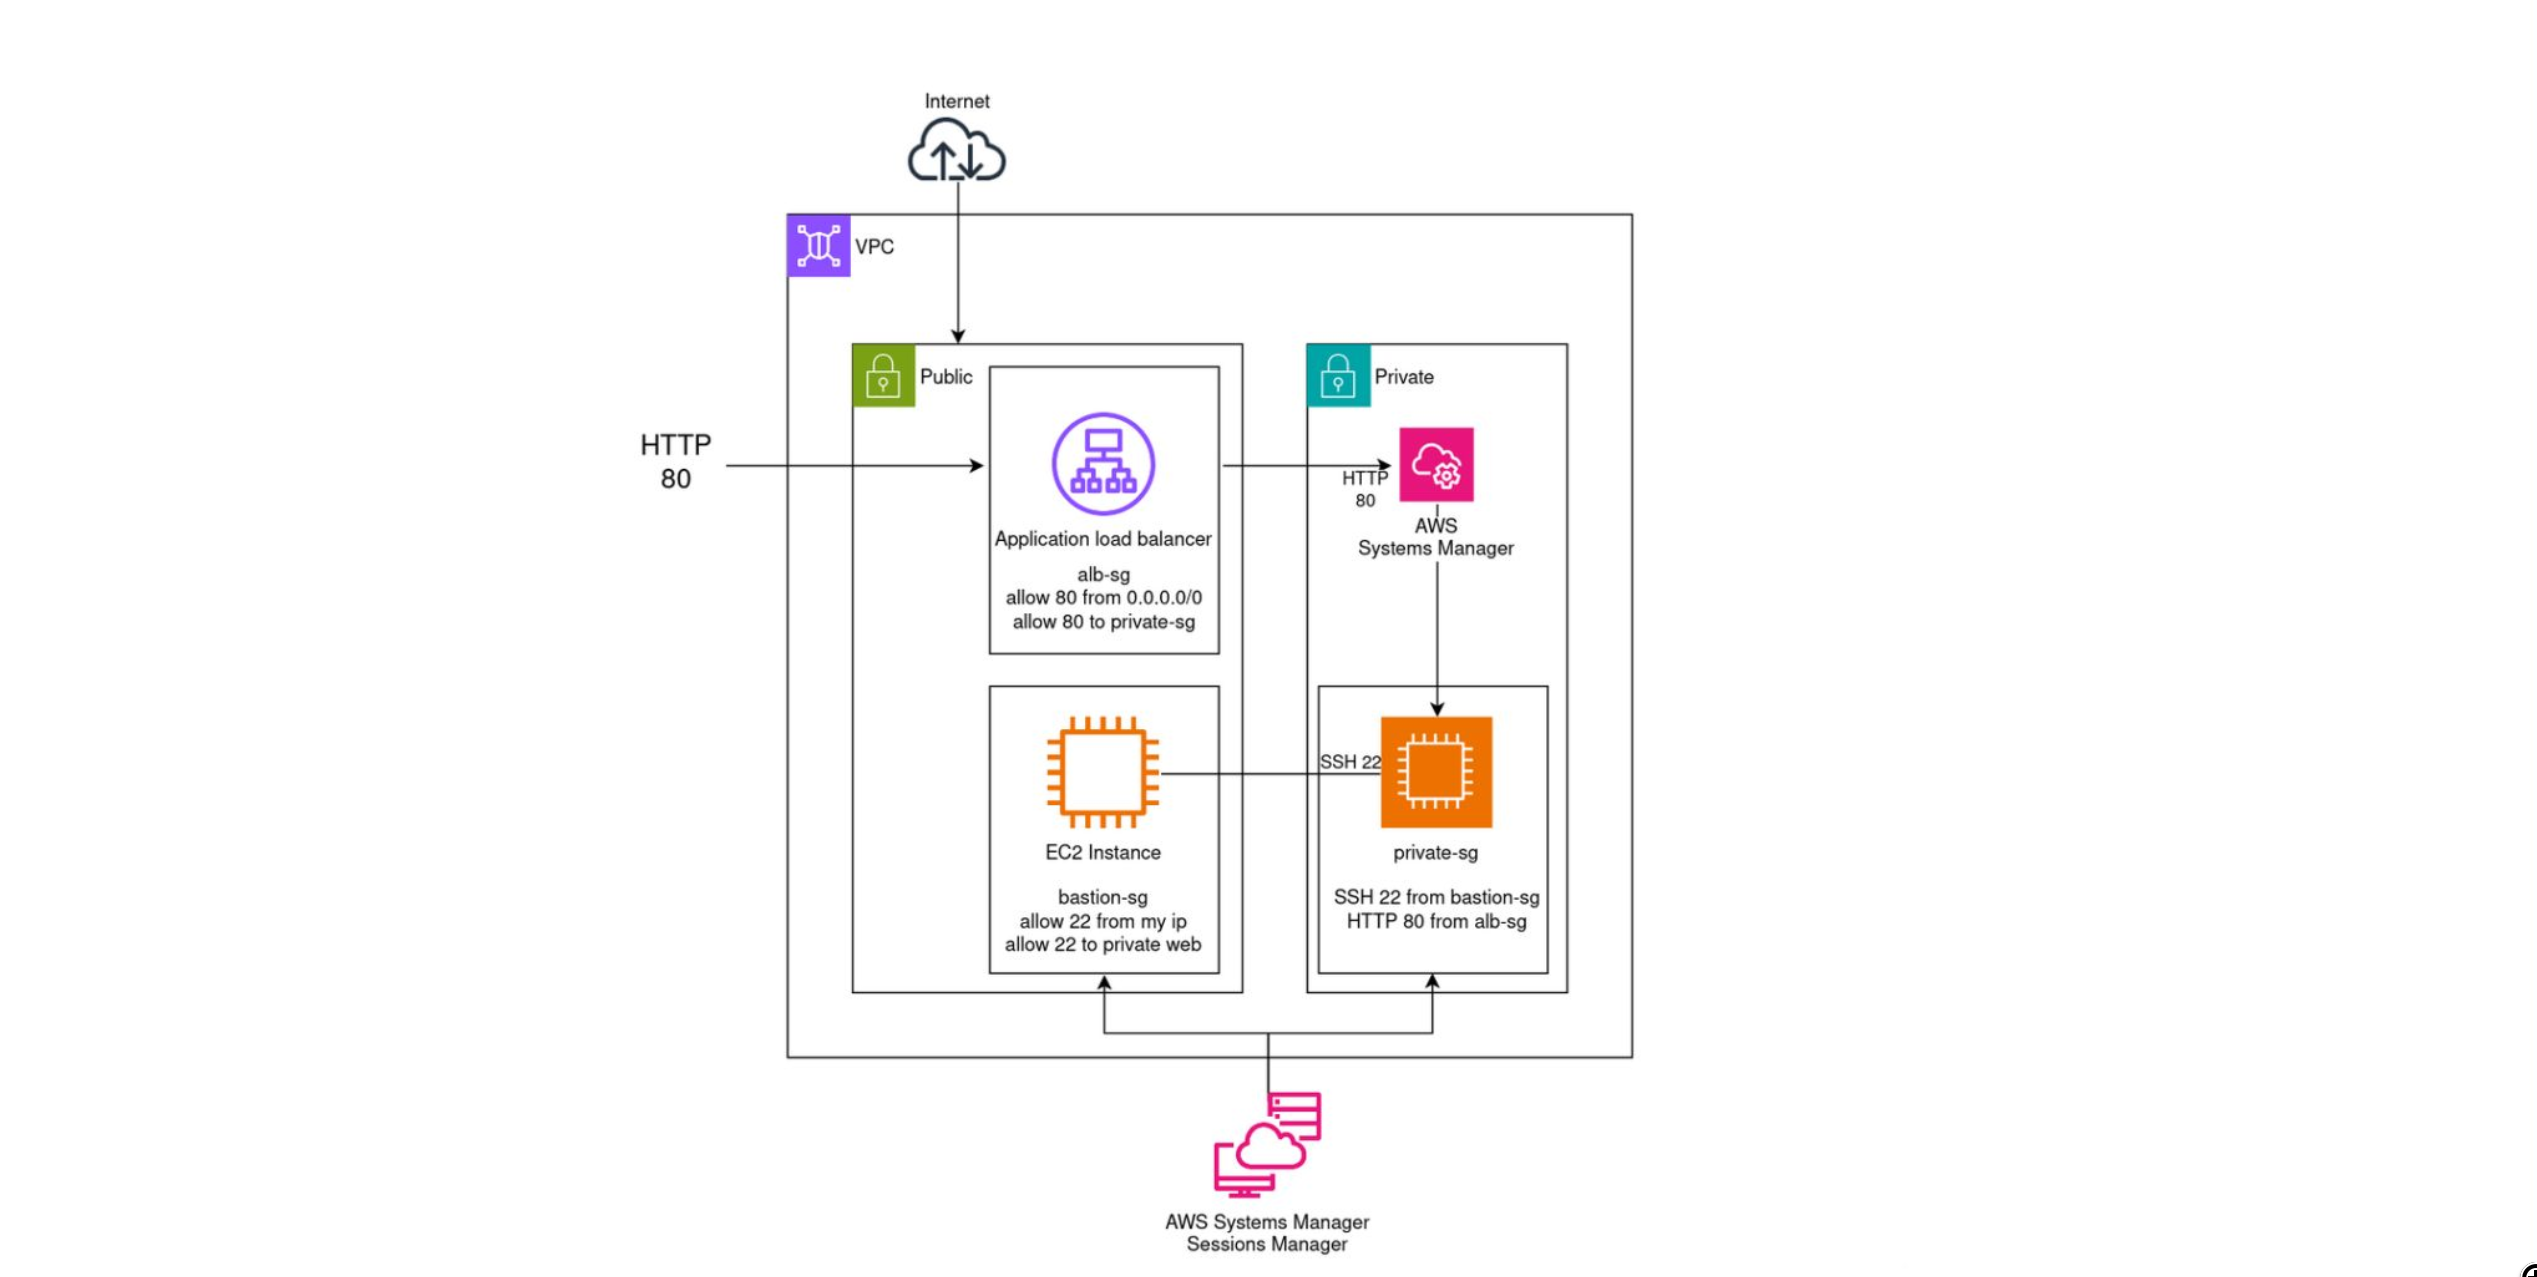 Internet
VPC
Public
Private
HTTP
80
HTTP
80
Application load balancer
alb-sg
allow 80 from 0.0.0.0/0
allow 80 to private-sg
AWS
Systems Manager
SSH 22
EC2 Instance
bastion-sg
allow 22 from my ip
allow 22 to private web
private-sg
SSH 22 from bastion-sg
HTTP 80 from alb-sg
AWS Systems Manager
Sessions Manager